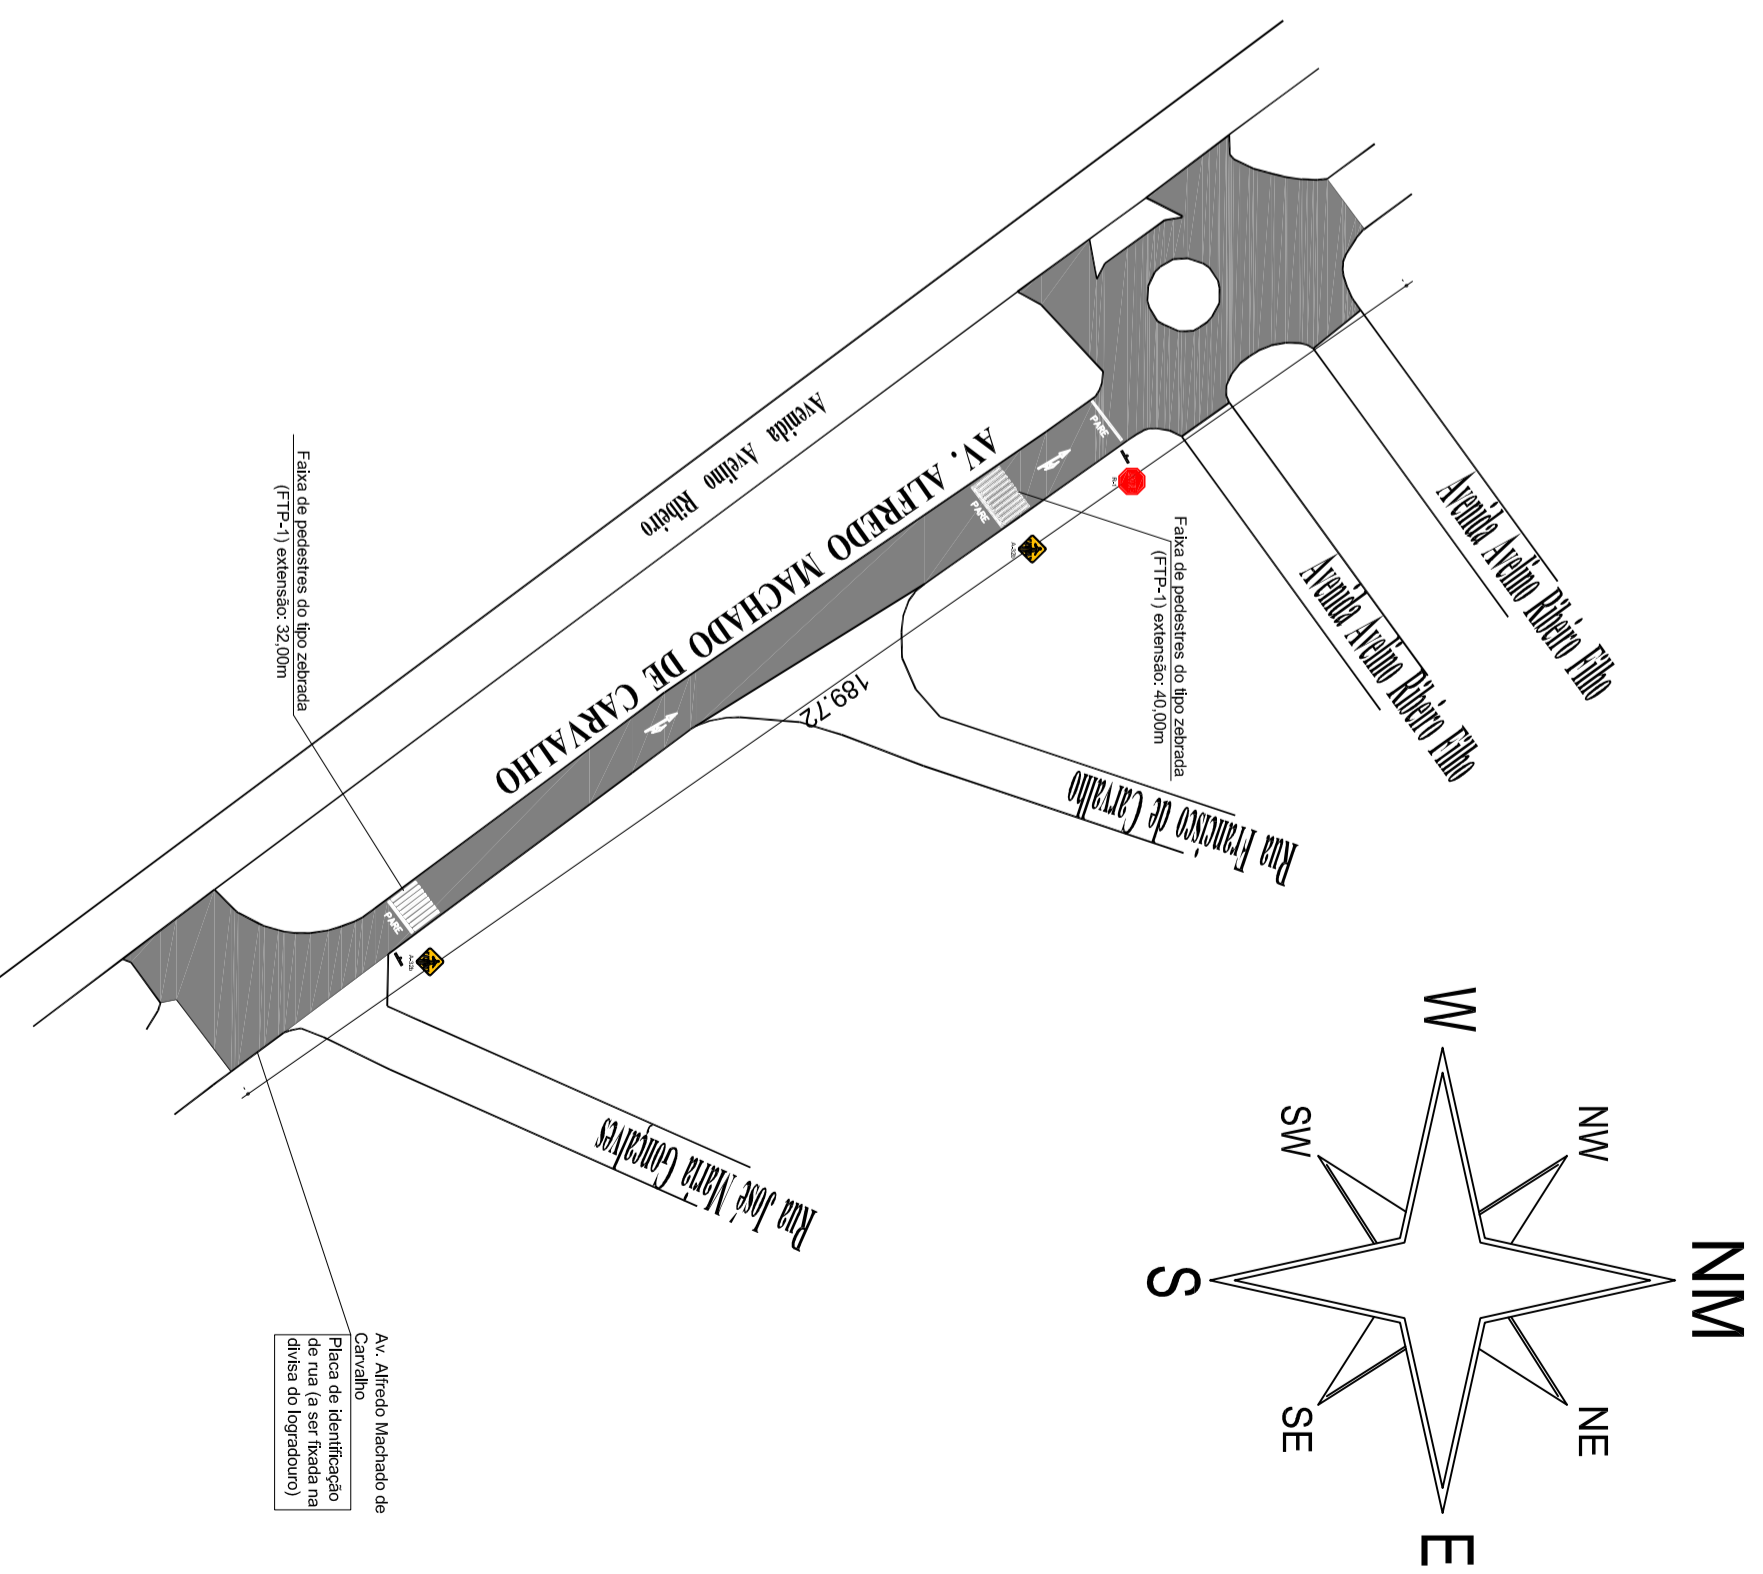 Avenida Avelino Ribeiro Filho
Avenida Avelino Ribeiro Filho
PARE
R-1
Faixa de pedestres do tipo zebrada
(FTP-1) extensão: 40,00m
PARE
A-32b
Avenida Avelino Ribeiro
AV. ALFREDO MACHADO DE CARVALHO
189.72
Rua Francisco de Carvalho
Faixa de pedestres do tipo zebrada
(FTP-1) extensão: 32,00m
PARE
A-32b
Rua José Maria Gonçalves
Av. Alfredo Machado de
Carvalho
Placa de identificação
de rua (a ser fixada na
divisa do logradouro)
NM
NW
NE
W
E
SW
SE
S